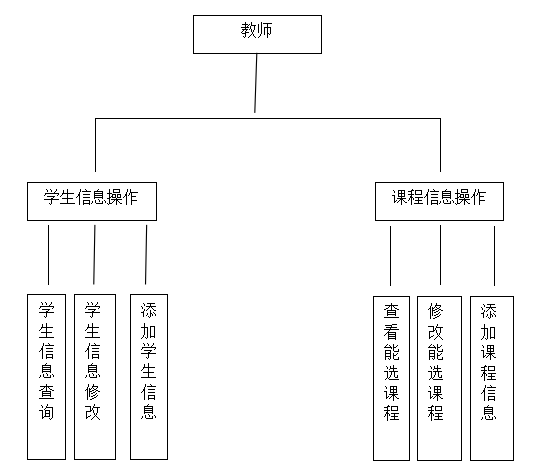 教师
学生信息操作
课程信息操作
学生信息查询
学生信息修改
添加学生信息
查看能选课程
修改能选课程
添加课程信息